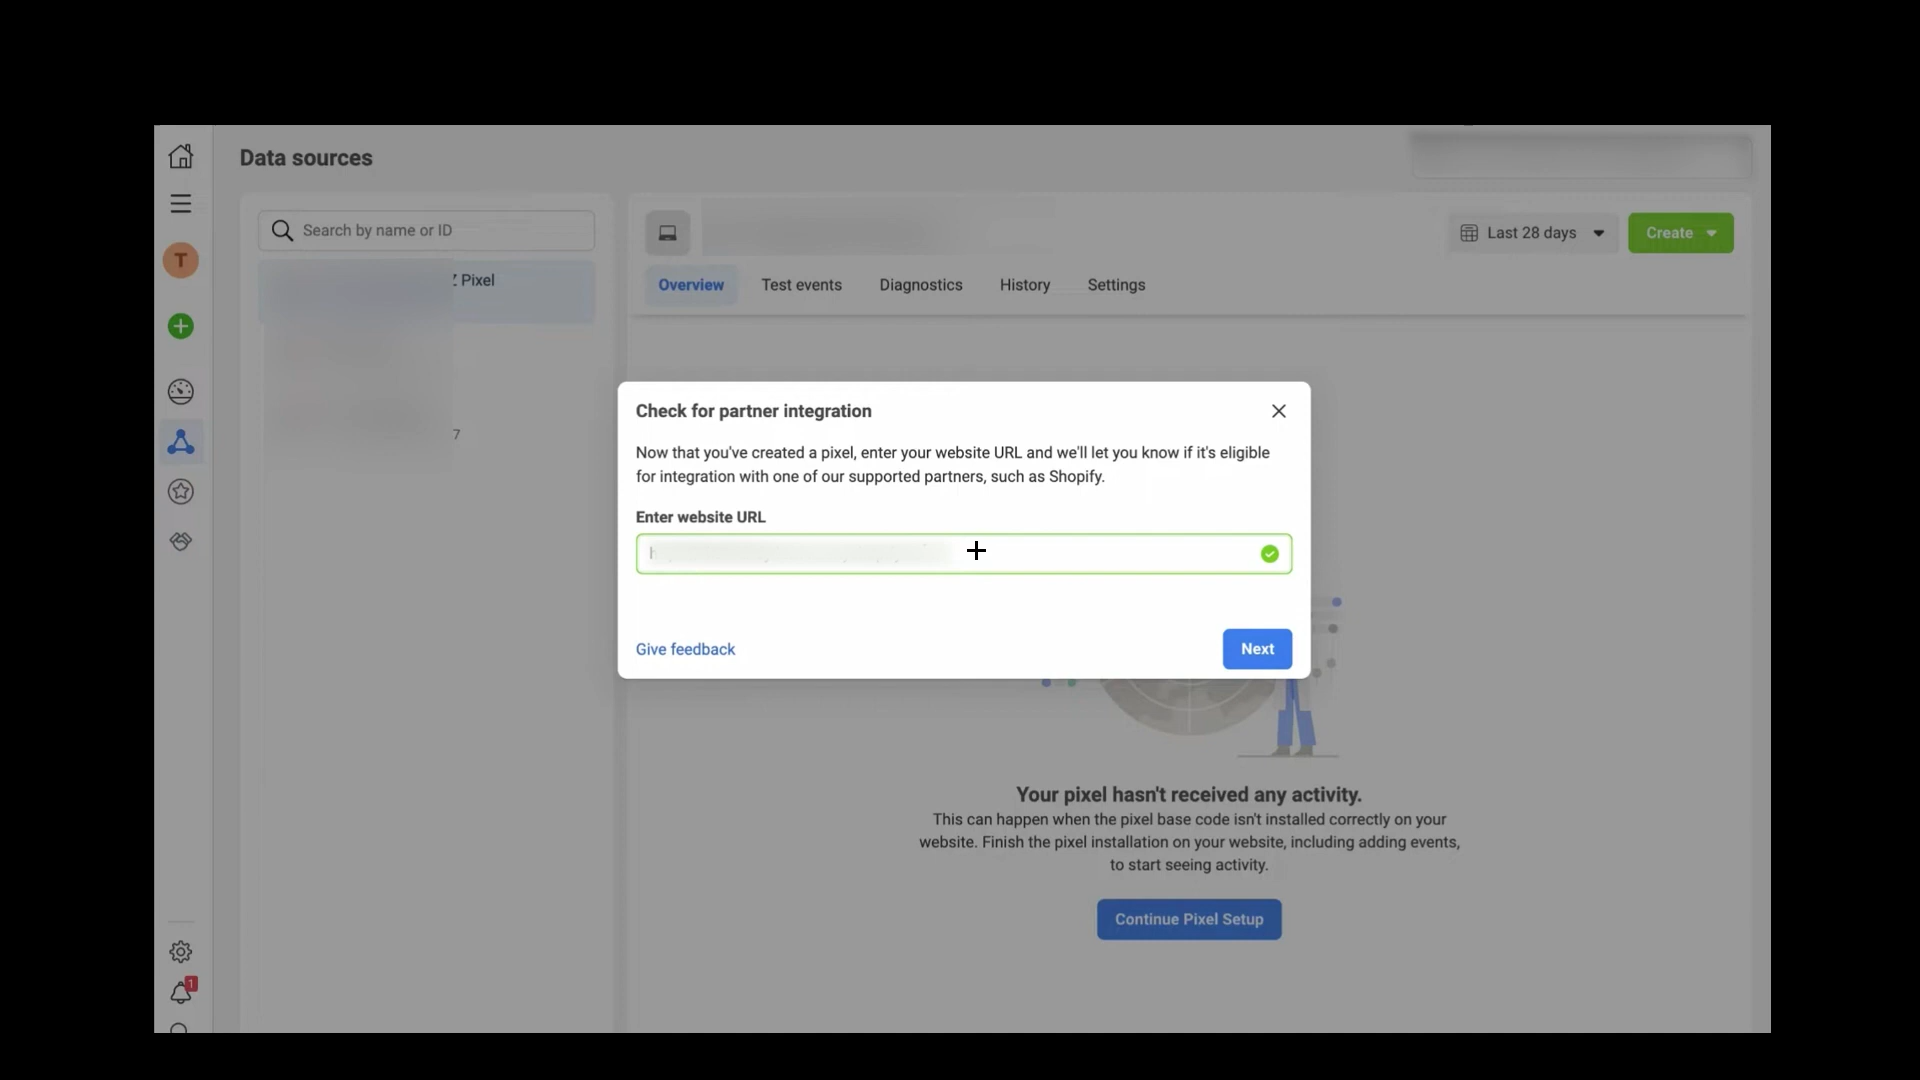 Data sources
Search by name or ID
Pixel
7
T
Last 28 days
Create
Overview
Test events
Diagnostics
History
Settings
Check for partner integration
Now that you've created a pixel, enter your website URL and we'll let you know if it's eligible
for integration with one of our supported partners, such as Shopify.
Enter website URL
Give feedback
Next
Your pixel hasn't received any activity.
This can happen when the pixel base code isn't installed correctly on your
website. Finish the pixel installation on your website, including adding events,
to start seeing activity.
Continue Pixel Setup
1